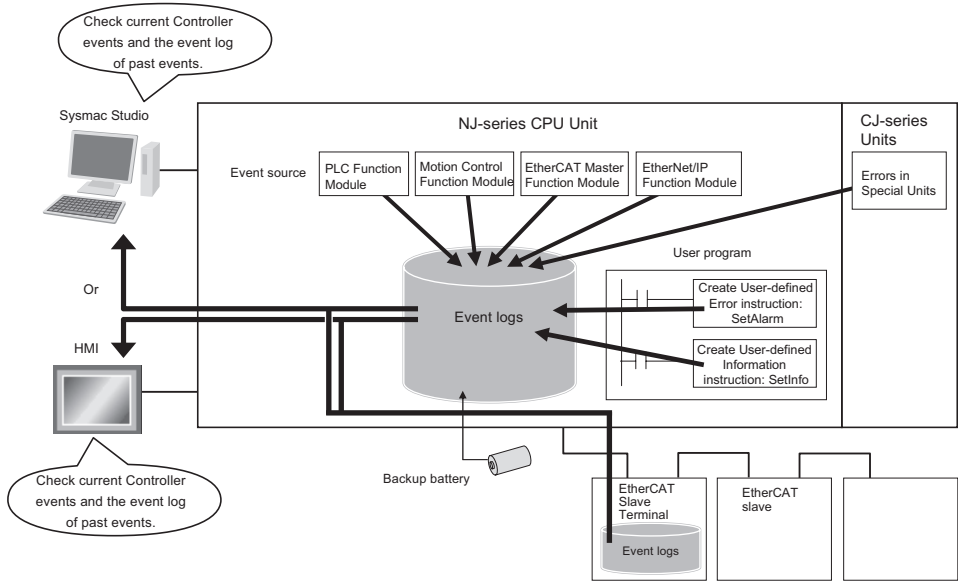 Check current Controller
events and the event log
of past events.
Sysmac Studio
NJ-series CPU Unit
CJ-series
Units
Event source
PLC Function
Module
Motion Control
Function Module
EtherCAT Master
Function Module
EtherNet/IP
Function Module
Errors in
Special Units
User program
Or
Event logs
Create User-defined
Error instruction:
SetAlarm
HMI
Create User-defined
Information
instruction: SetInfo
Backup battery
Check current Controller
events and the event log
of past events.
EtherCAT
Slave
Terminal
EtherCAT
slave
Event logs